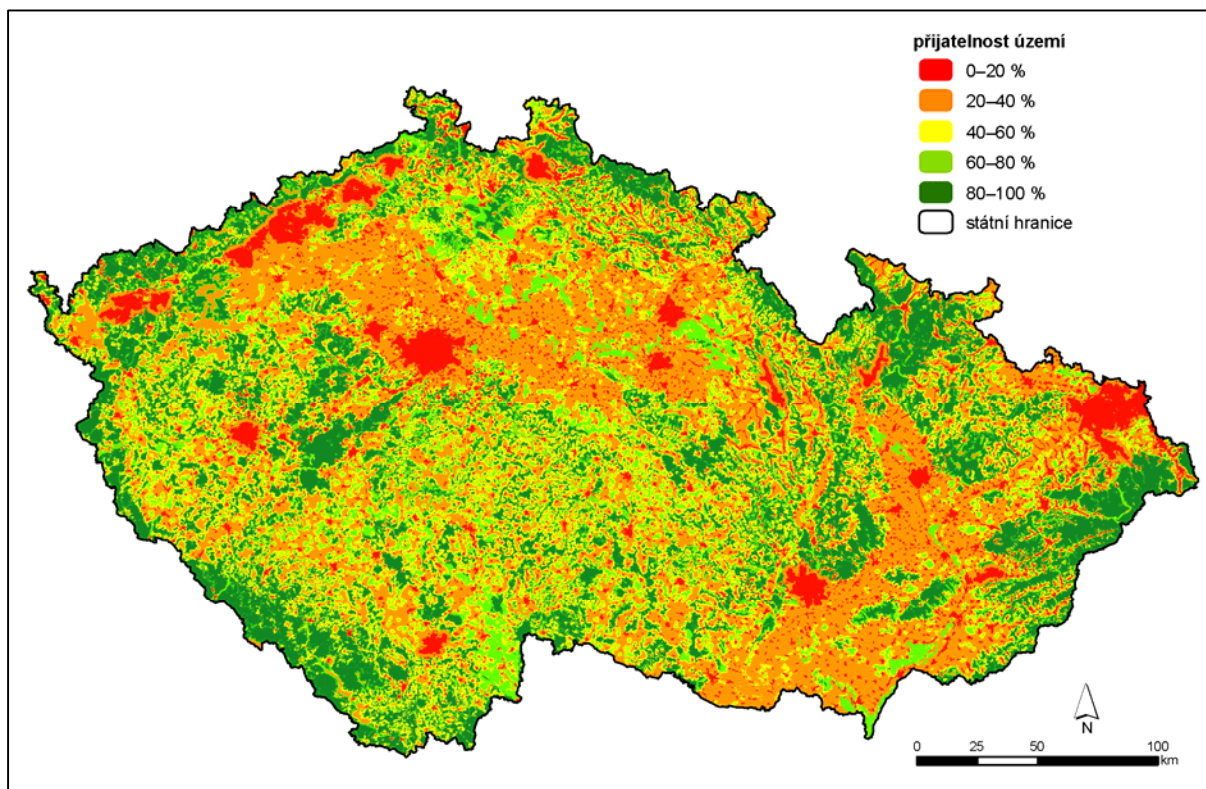 přijatelnost území
0–20 %
20–40 %
40–60 %
60–80 %
80–100 %
státní hranice
N
0 25 50 100
km